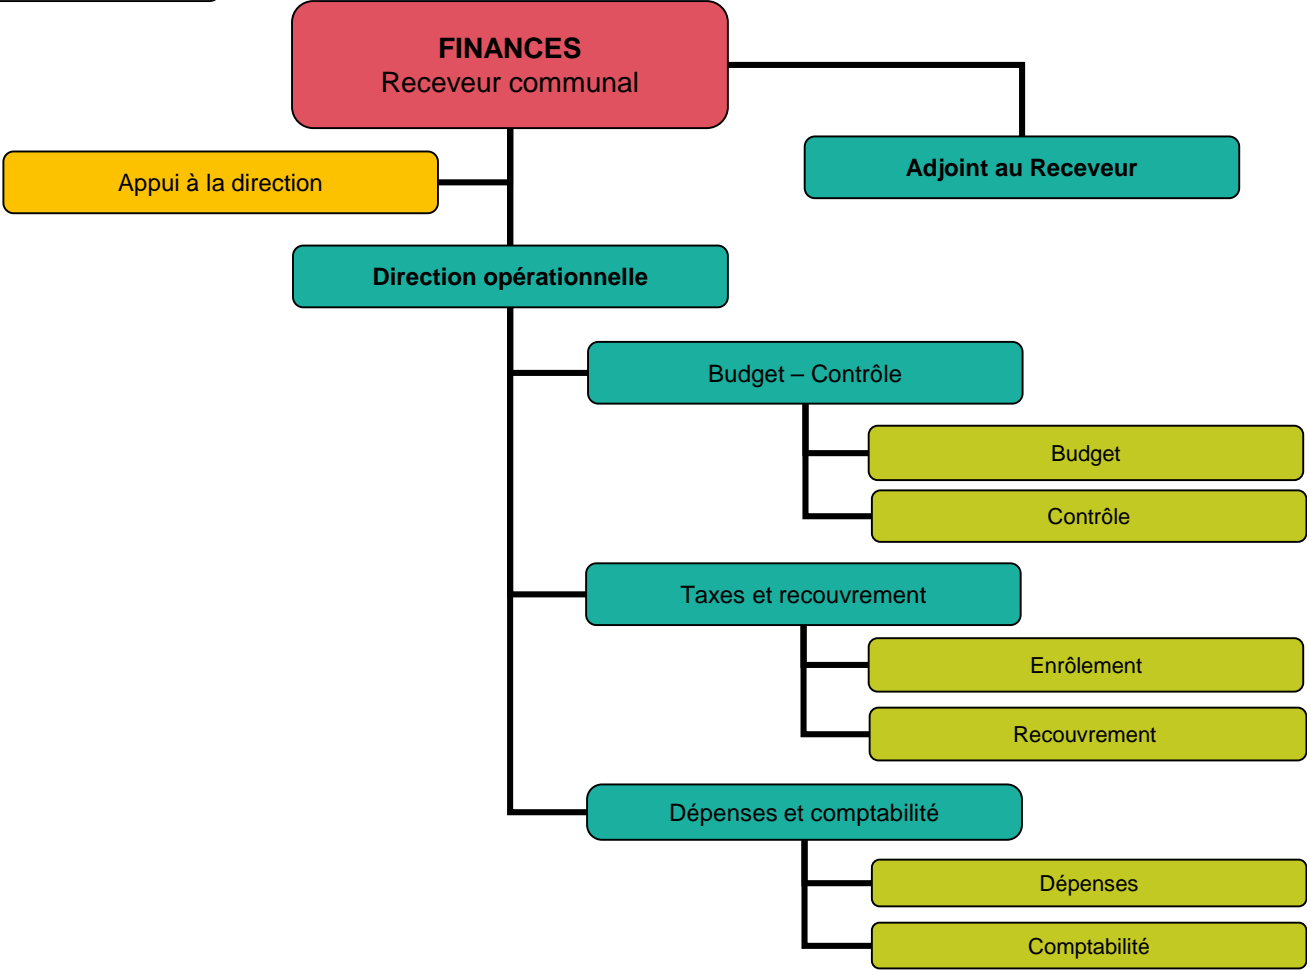 FINANCES
Receveur communal
Adjoint au Receveur
Appui à la direction
Direction opérationnelle
Budget – Contrôle
Budget
Contrôle
Taxes et recouvrement
Enrôlement
Recouvrement
Dépenses et comptabilité
Dépenses
Comptabilité